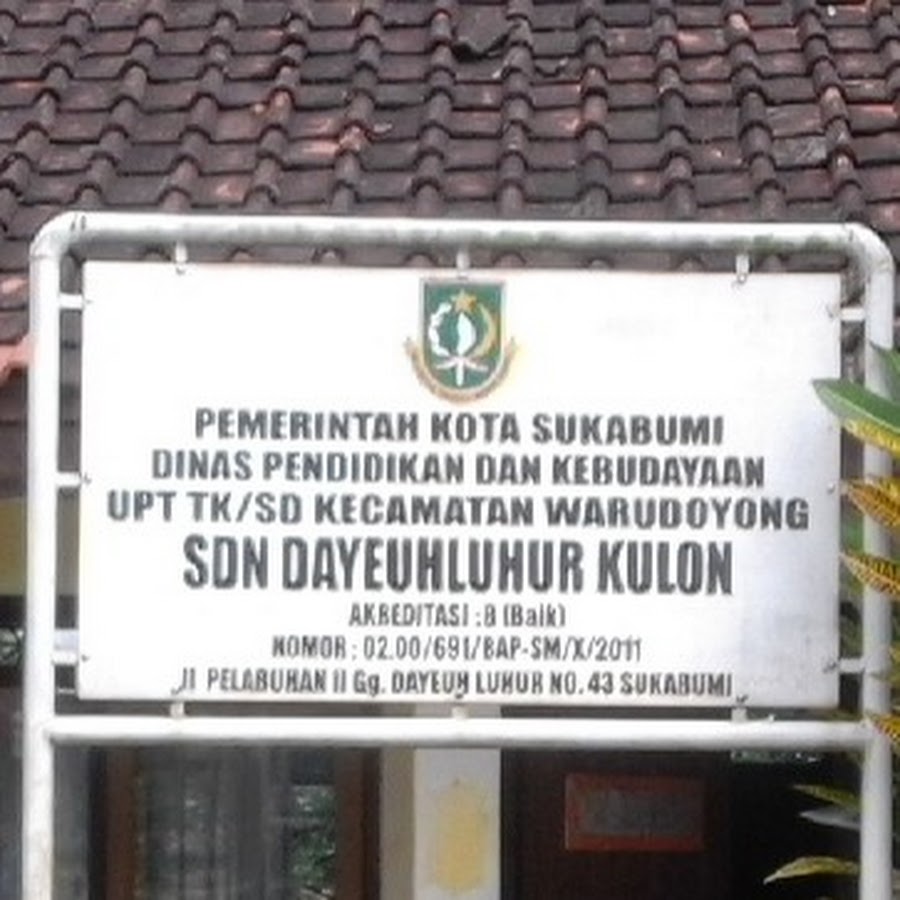 PEMERINTAH KOTA SUKABUMI
DINAS PENDIDIKAN DAN KEBUDAYAAN
UPT TK/SD KECAMATAN WARUDOYONG
SDN DAYEUHLUHUR KULON
AKREDITASI : B (Baik)
NOMOR : 02.00/691/BAP-SM/X/2011
Jl PELABUHAN II Gg. DAYEUH LUHUR NO. 43 SUKABUMI